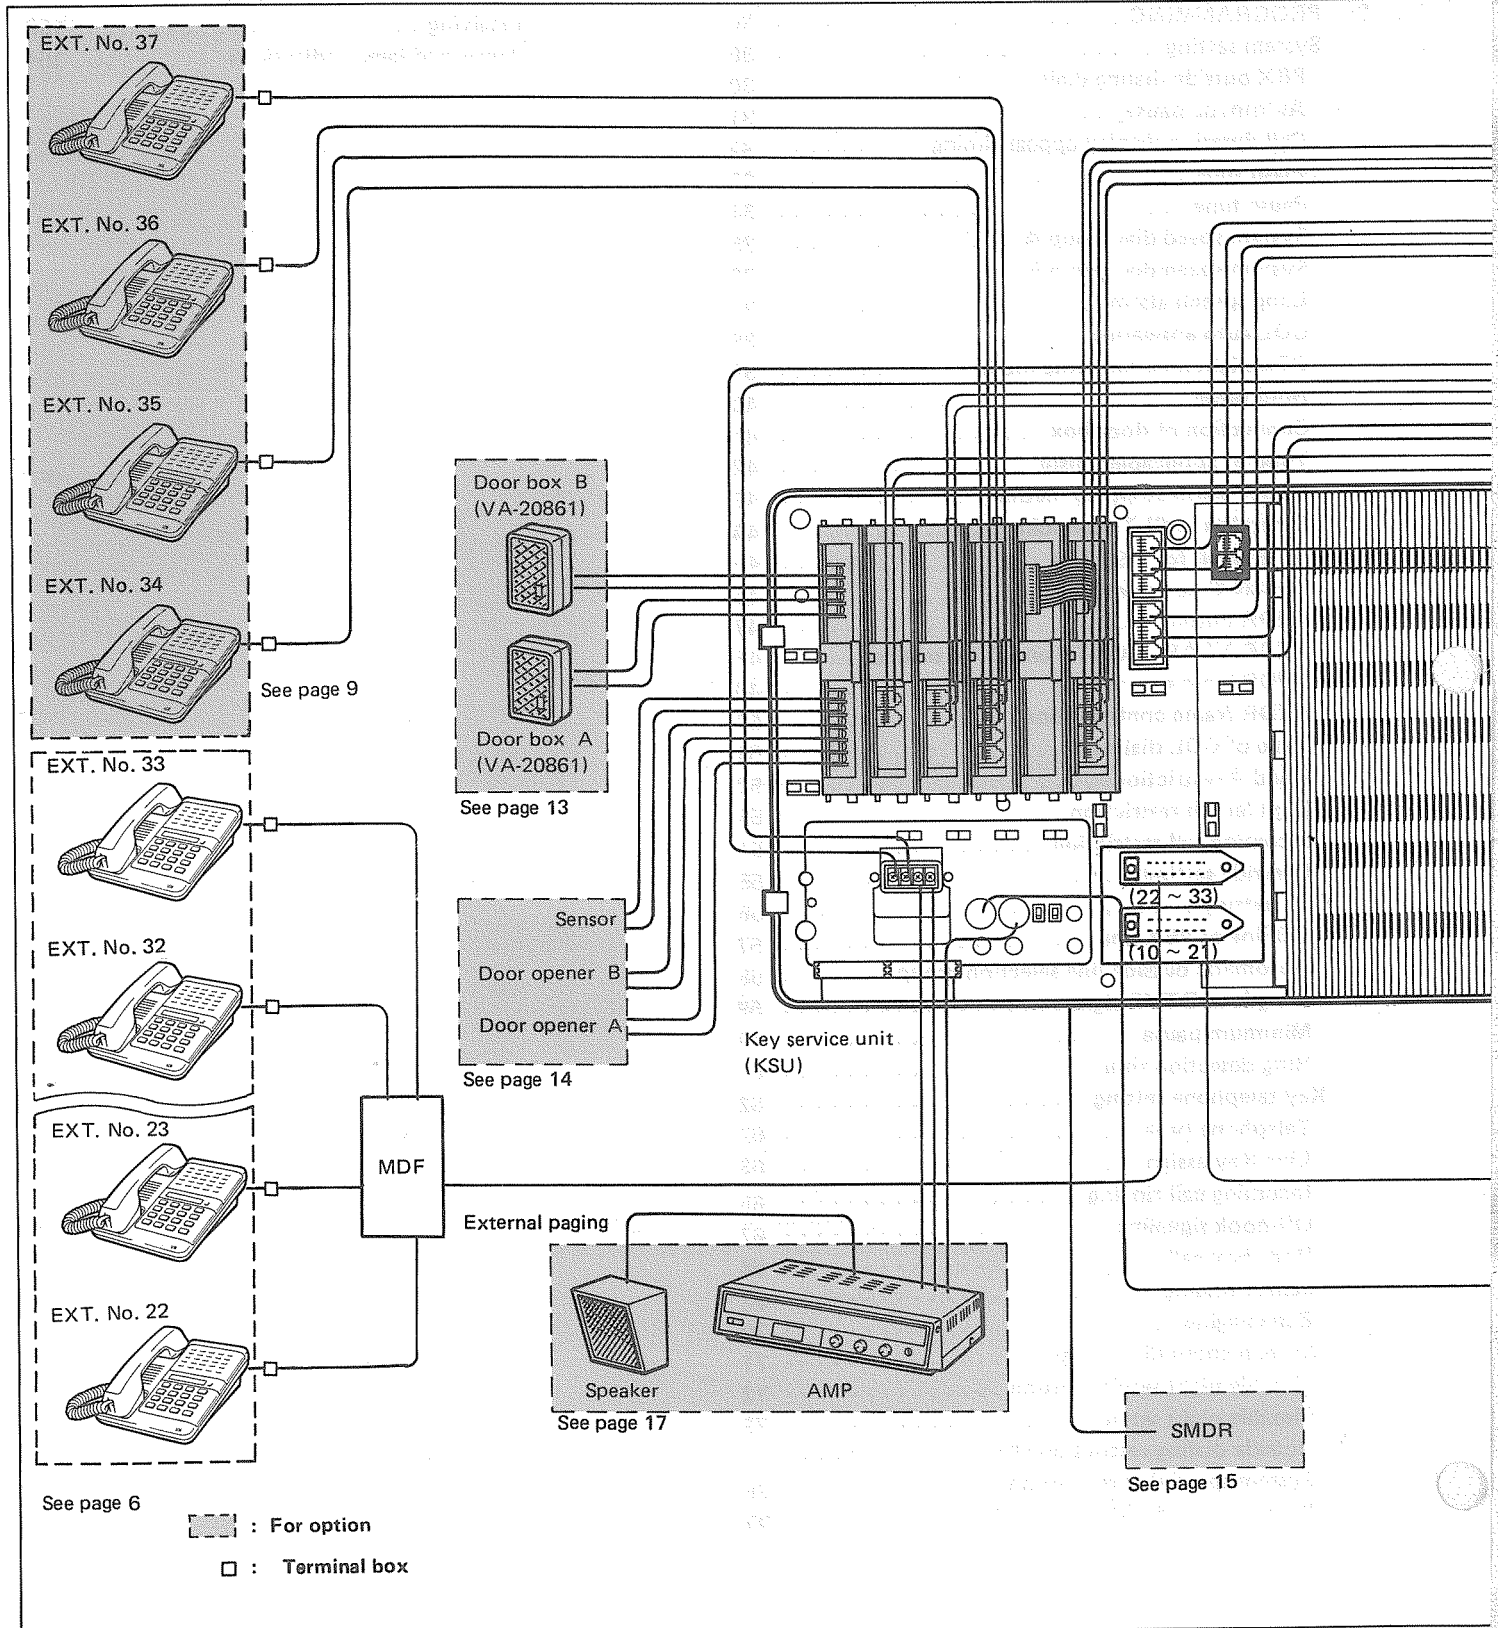 EXT. No. 37
EXT. No. 36
EXT. No. 35
EXT. No. 34
See page 9
EXT. No. 33
EXT. No. 32
EXT. No. 23
EXT. No. 22
See page 6
MDF
Door box B
(VA-20861)
Door box A
(VA-20861)
See page 13
Sensor
Door opener B
Door opener A
See page 14
Key service unit
(KSU)
(22 ~ 33)
(10 ~ 21)
External paging
Speaker
AMP
See page 17
SMDR
See page 15
: For option
: Terminal box